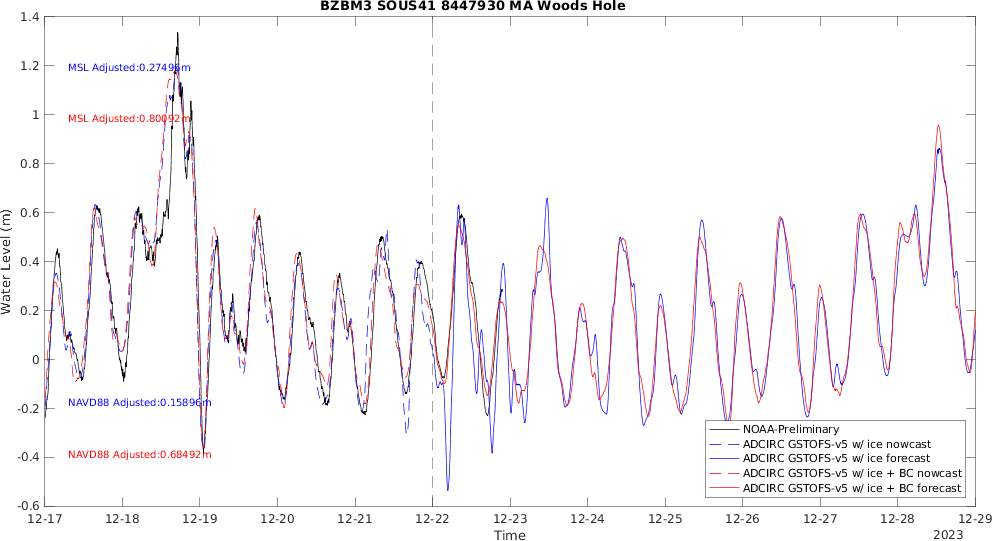 BZBM3 SOUS41 8447930 MA Woods Hole
1.4
1.2
1
0.8
0.6
0.4
0.2
0
-0.2
-0.4
-0.6
Water Level (m)
MSL Adjusted:0.27496m
MSL Adjusted:0.80092m
NAVD88 Adjusted:0.15896m
NAVD88 Adjusted:0.68492m
NOAA-Preliminary
ADCIRC GSTOFS-v5 w/ ice nowcast
ADCIRC GSTOFS-v5 w/ ice forecast
ADCIRC GSTOFS-v5 w/ ice + BC nowcast
ADCIRC GSTOFS-v5 w/ ice + BC forecast
12-17 12-18 12-19 12-20 12-21 12-22 12-23 12-24 12-25 12-26 12-27 12-28 12-29
Time
2023